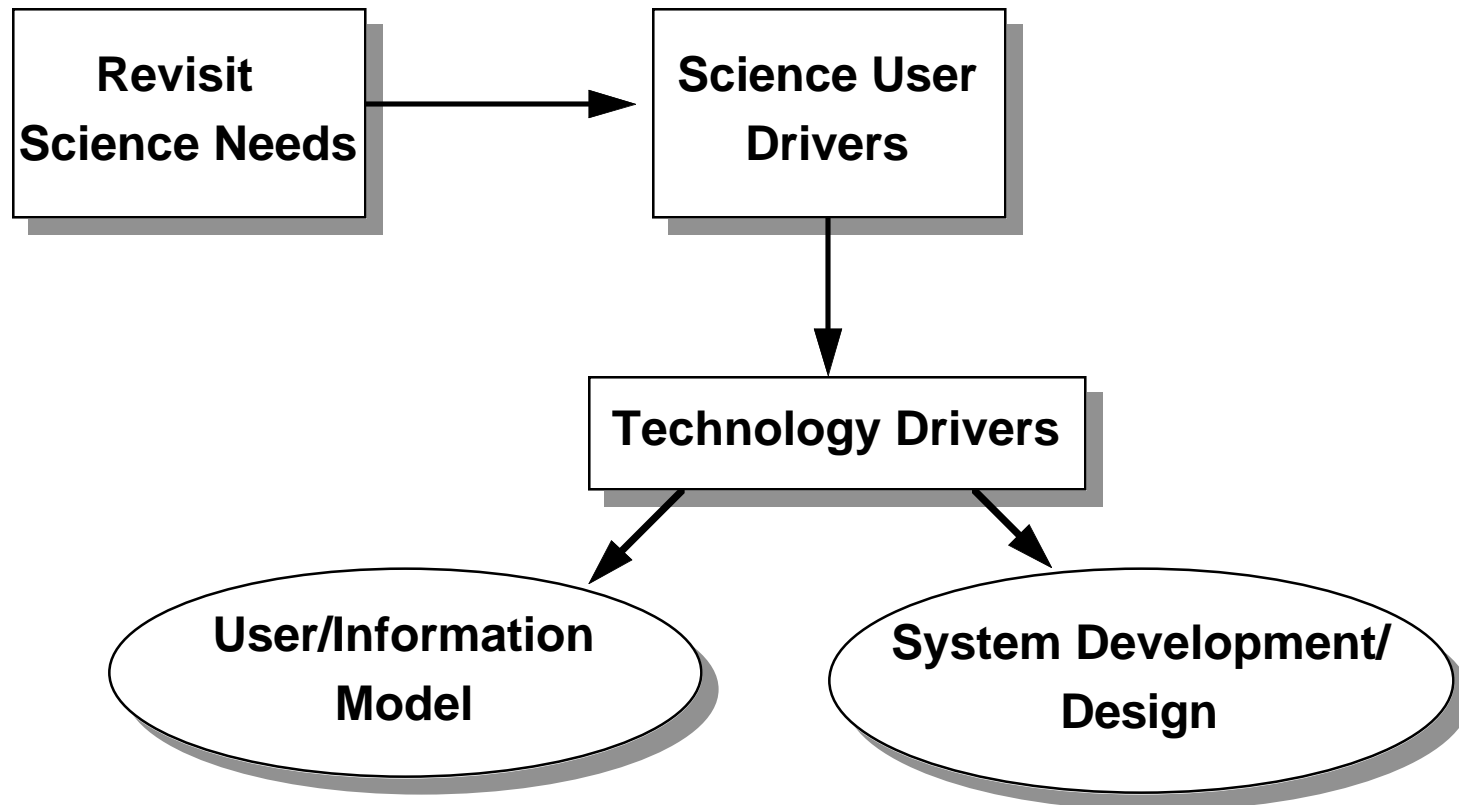 Revisit
Science Needs
Science User
Drivers
Technology Drivers
User/Information
Model
System Development/
Design